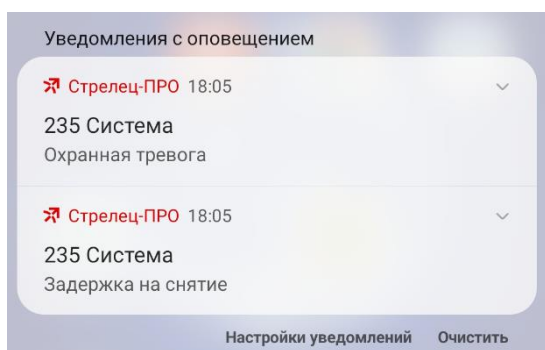 Уведомления с оповещением
Стрелец-ПРО 18:05
235 Система
Охранная тревога
Стрелец-ПРО 18:05
235 Система
Задержка на снятие
Настройки уведомлений Очистить